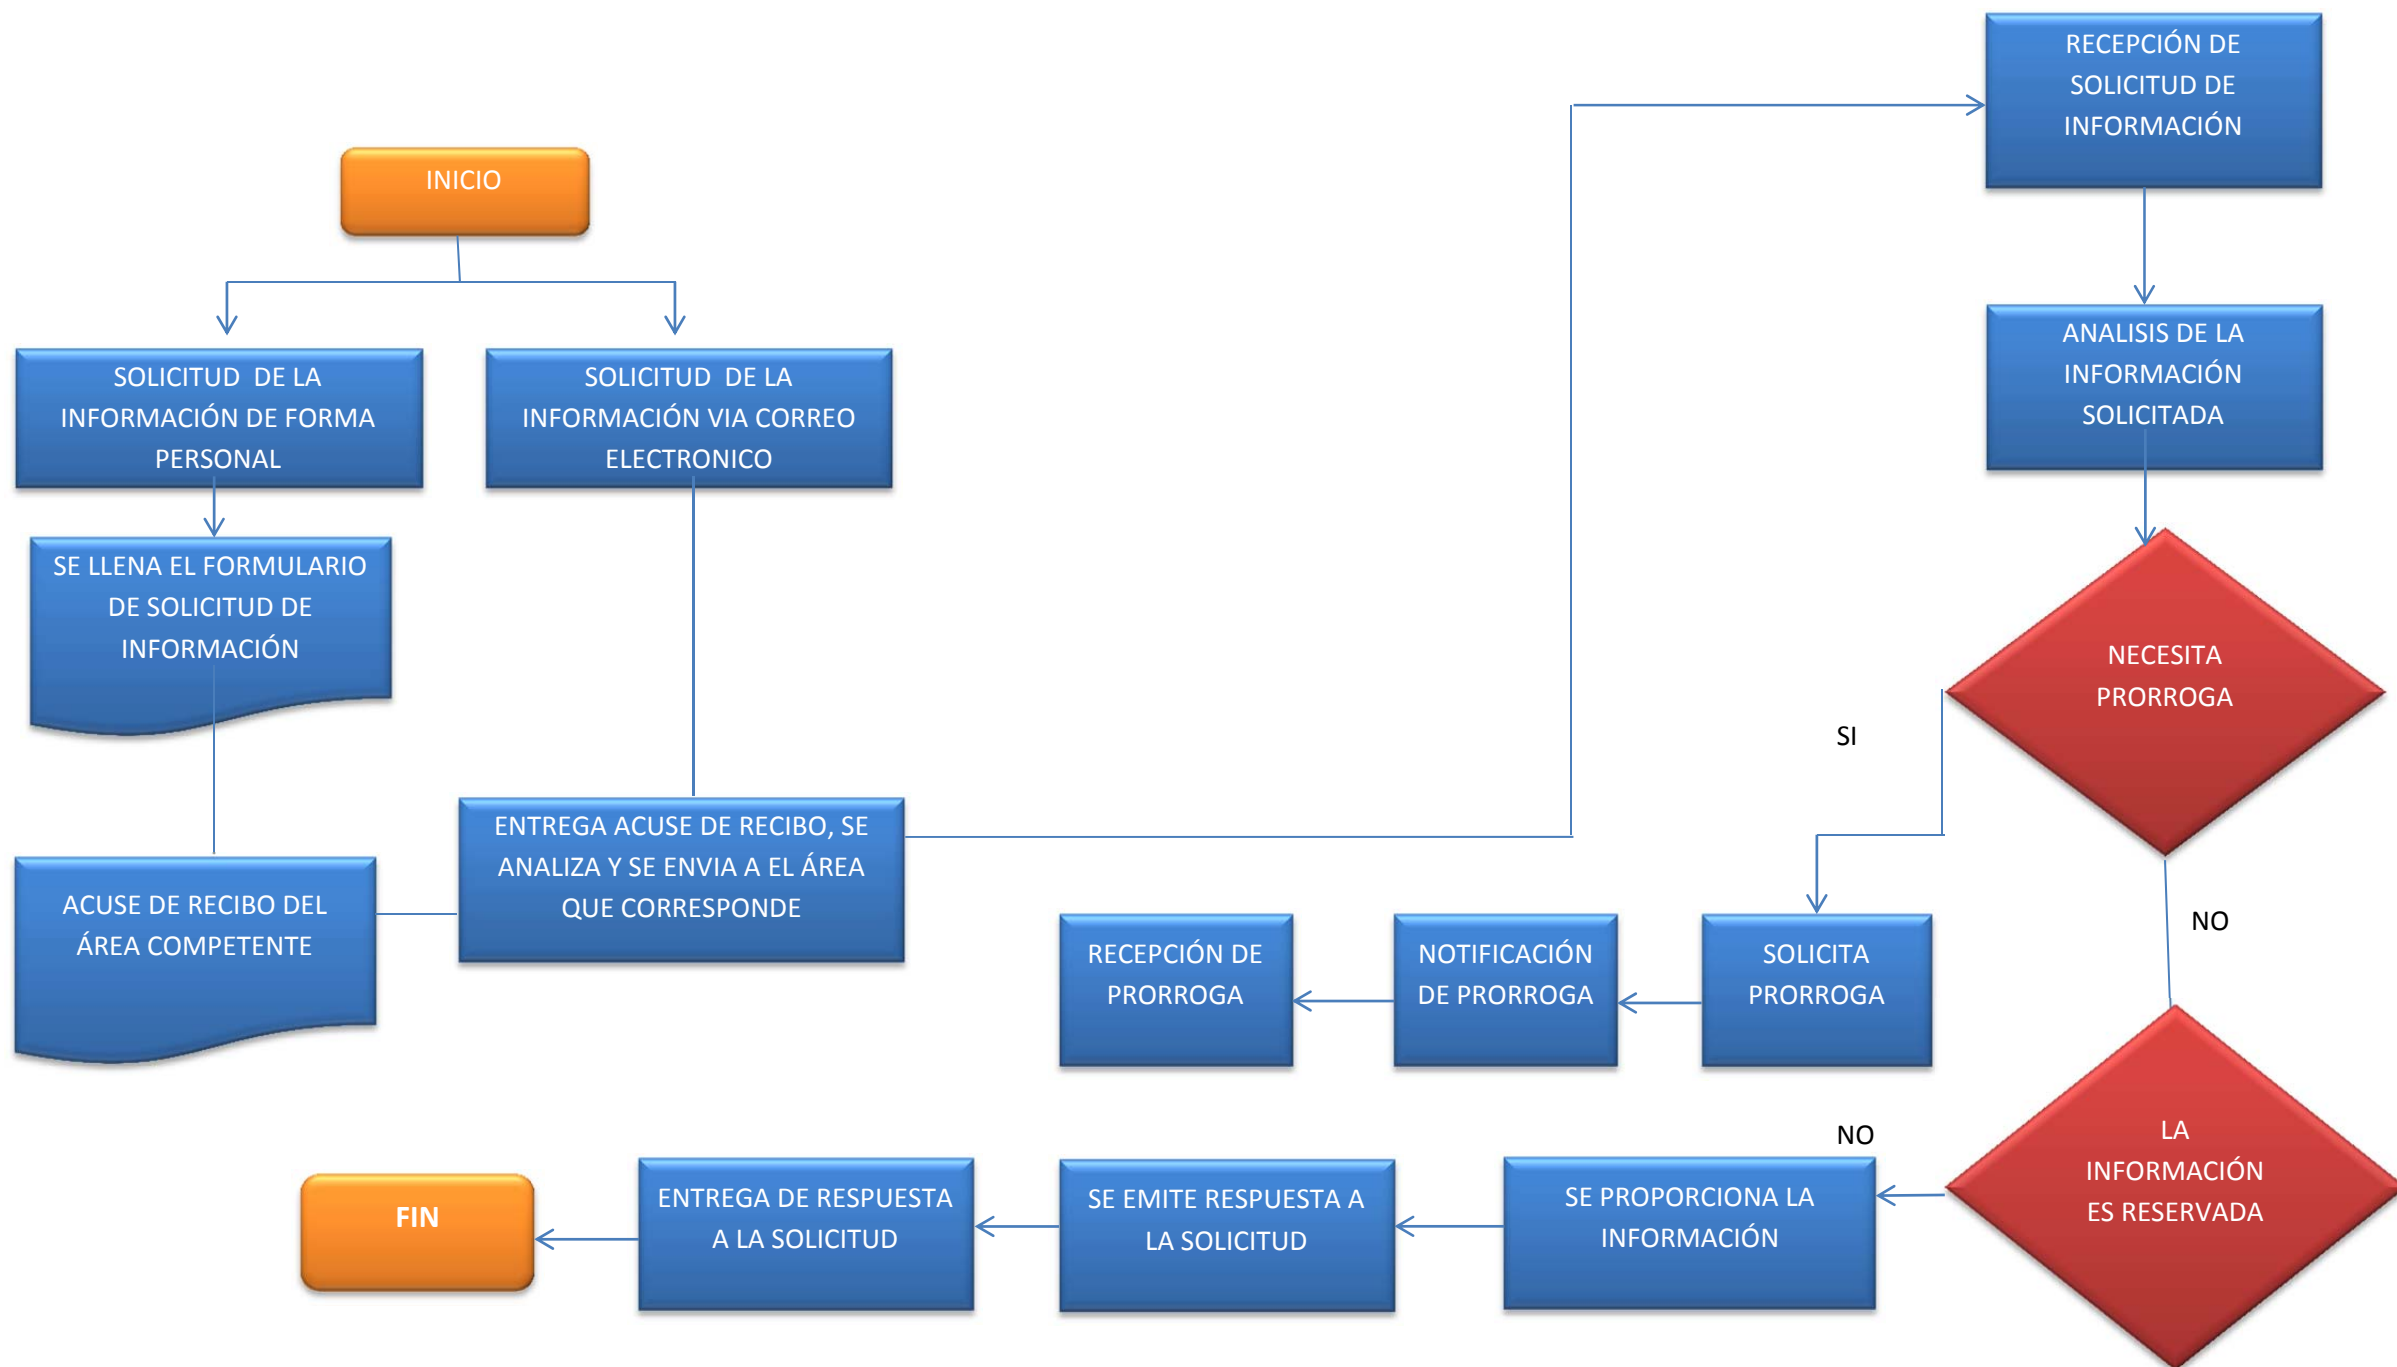 INICIO
SOLICITUD DE LA
INFORMACIÓN DE FORMA
PERSONAL
SOLICITUD DE LA
INFORMACIÓN VIA CORREO
ELECTRONICO
SE LLENA EL FORMULARIO
DE SOLICITUD DE
INFORMACIÓN
ACUSE DE RECIBO DEL
ÁREA COMPETENTE
ENTREGA ACUSE DE RECIBO, SE
ANALIZA Y SE ENVIA A EL ÁREA
QUE CORRESPONDE
RECEPCIÓN DE
SOLICITUD DE
INFORMACIÓN
ANALISIS DE LA
INFORMACIÓN
SOLICITADA
NECESITA
PRORROGA
SI
NO
SOLICITA
PRORROGA
NOTIFICACIÓN
DE PRORROGA
RECEPCIÓN DE
PRORROGA
LA
INFORMACIÓN
ES RESERVADA
NO
SE PROPORCIONA LA
INFORMACIÓN
SE EMITE RESPUESTA A
LA SOLICITUD
ENTREGA DE RESPUESTA
A LA SOLICITUD
FIN